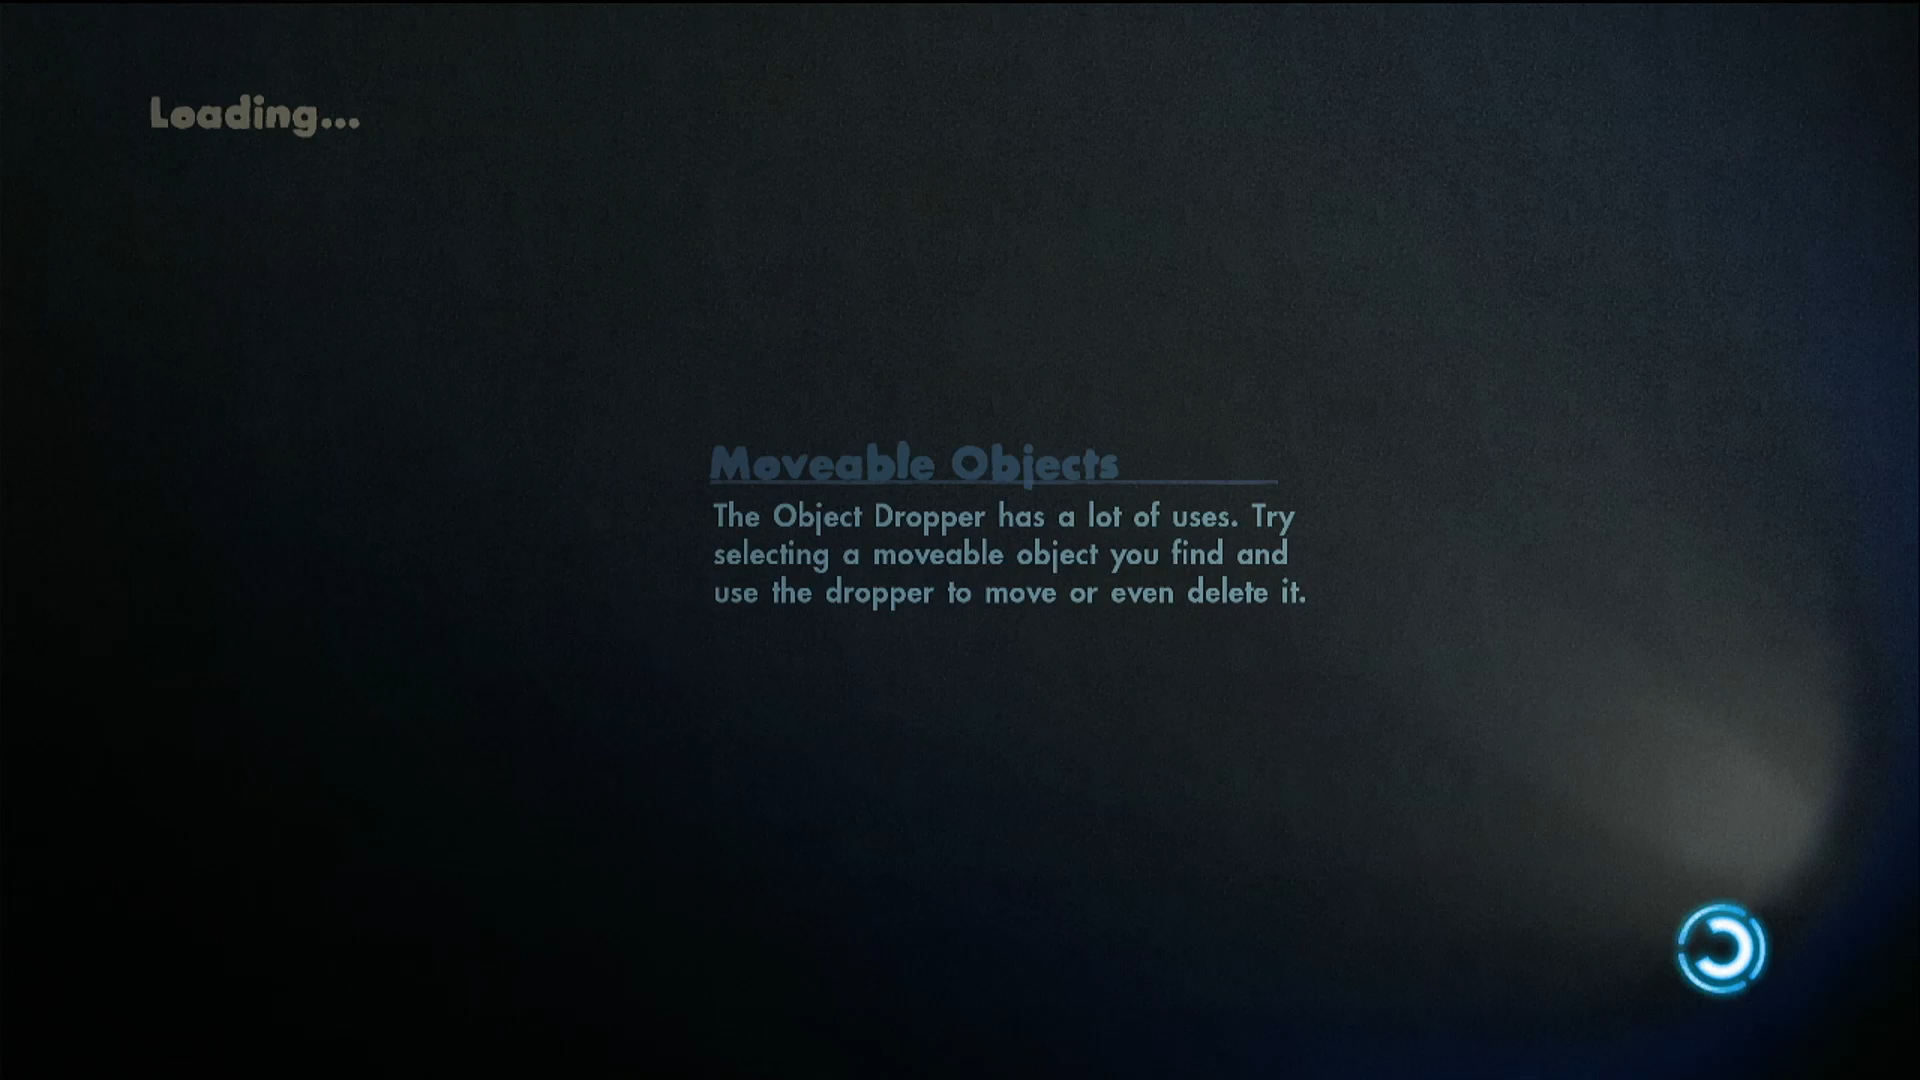 Loading...
Moveable Objects
The Object Dropper has a lot of uses. Try
selecting a moveable object you find and
use the dropper to move or even delete it.